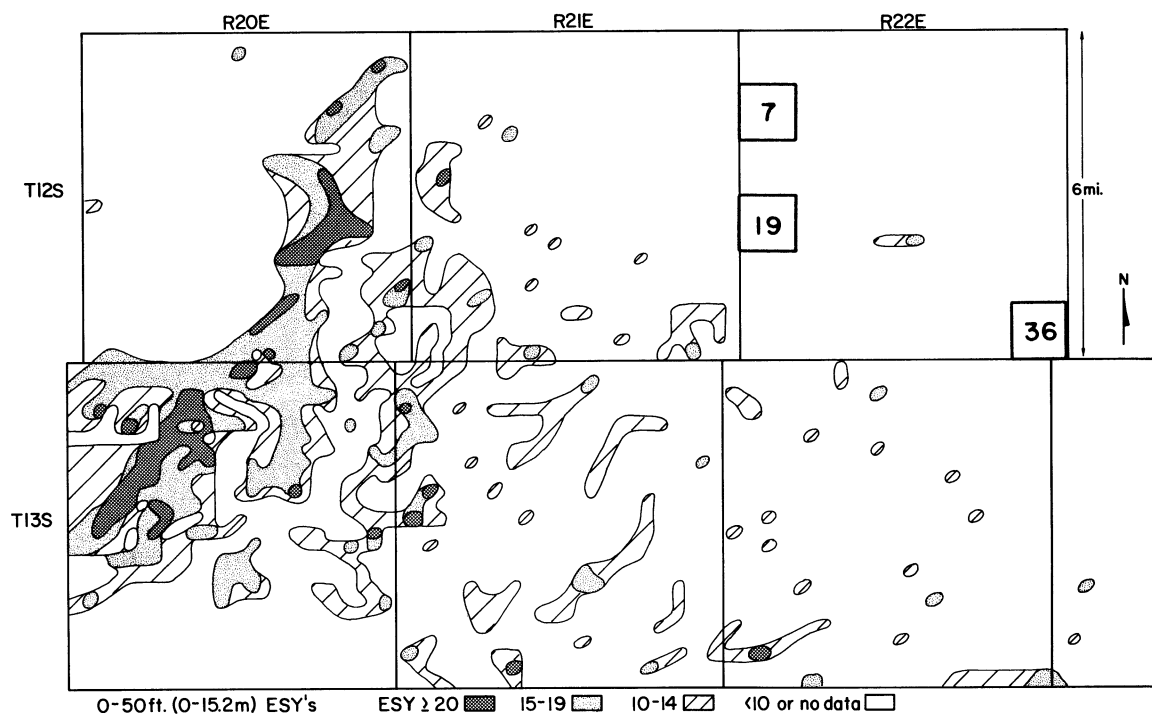 R20E R21E R22E
7
T12S
6mi.
19
N
36
T13S
0-50ft. (0-15.2m) ESY's ESY ≥ 20 15-19 10-14 <10 or no data